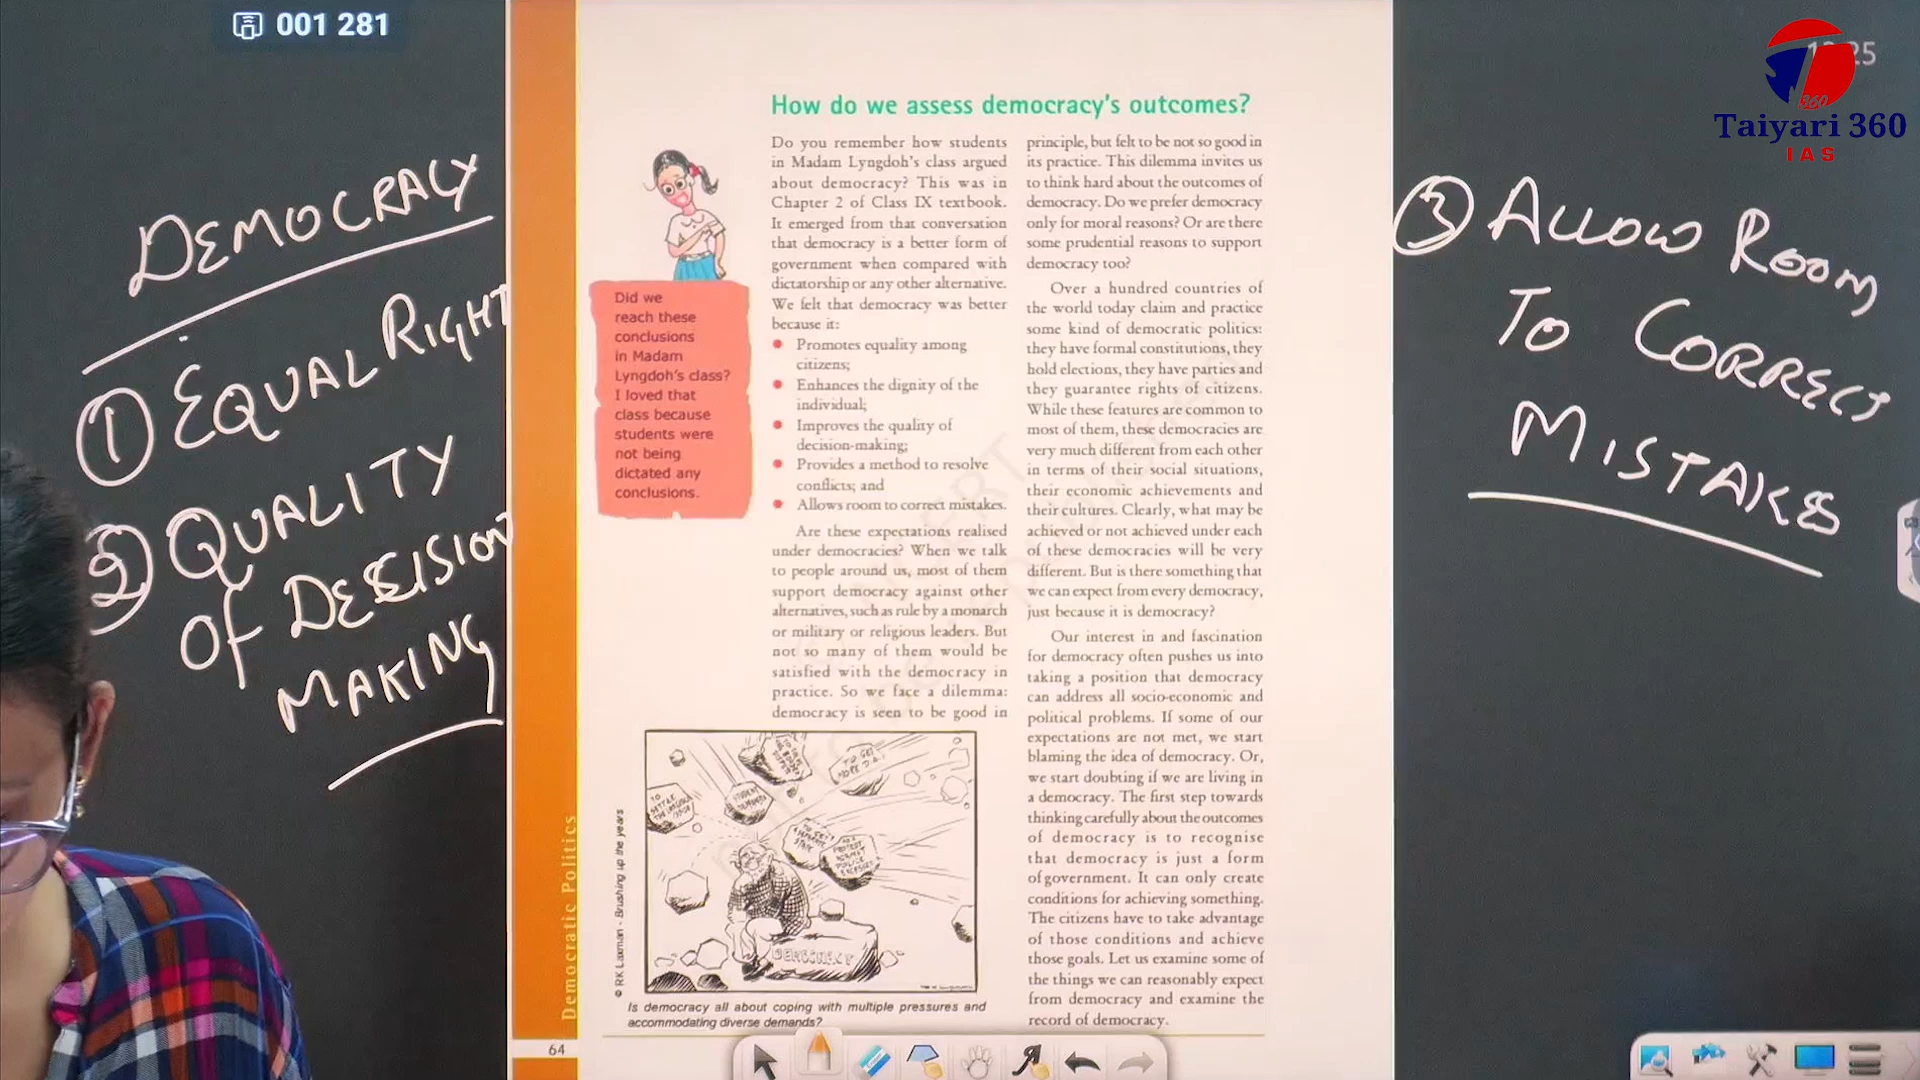 001 281
DEMOCRACY
① EQUAL RIGHT
② QUALITY
Of DECISION
MAKING
How do we assess democracy's outcomes?
Did we
reach these
conclusions
in Madam
Lyngdoh's class?
I loved that
class because
students were
not being
dictated any
conclusions.
Do you remember how students
in Madam Lyngdoh's class argued
about democracy? This was in
Chapter 2 of Class IX textbook.
It emerged from that conversation
that democracy is a better form of
government when compared with
dictatorship or any other alternative.
We felt that democracy was better
because it:
• Promotes equality among
citizens;
• Enhances the dignity of the
individual;
• Improves the quality of
decision-making;
• Provides a method to resolve
conflicts; and
• Allows room to correct mistakes.
Are these expectations realised
under democracies? When we talk
to people around us, most of them
support democracy against other
alternatives, such as rule by a monarch
or military or religious leaders. But
not so many of them would be
satisfied with the democracy in
practice. So we face a dilemma:
democracy is seen to be good in
principle, but felt to be not so good in
its practice. This dilemma invites us
to think hard about the outcomes of
democracy. Do we prefer democracy
only for moral reasons? Or are there
some prudential reasons to support
democracy too?
Over a hundred countries of
the world today claim and practice
some kind of democratic politics:
they have formal constitutions, they
hold elections, they have parties and
they guarantee rights of citizens.
While these features are common to
most of them, these democracies are
very much different from each other
in terms of their social situations,
their economic achievements and
their cultures. Clearly, what may be
achieved or not achieved under each
of these democracies will be very
different. But is there something that
we can expect from every democracy,
just because it is democracy?
Our interest in and fascination
for democracy often pushes us into
taking a position that democracy
can address all socio-economic and
political problems. If some of our
expectations are not met, we start
blaming the idea of democracy. Or,
we start doubting if we are living in
a democracy. The first step towards
thinking carefully about the outcomes
of democracy is to recognise
that democracy is just a form
of government. It can only create
conditions for achieving something.
The citizens have to take advantage
of those conditions and achieve
those goals. Let us examine some of
the things we can reasonably expect
from democracy and examine the
record of democracy.
TO GET
MORE D.A.!
TO
SETTLE
THE LANGUAGE
ISSUE
STUDENT
DEMANDS
TO GET
A SEPARATE
STATE
TO
PROTEST
AGAINST
POLICE
EXCESSES
DEMOCRACY
© RK Laxman - Brushing up the years
Is democracy all about coping with multiple pressures and
accommodating diverse demands?
Democratic Politics
64
360
Taiyari 360
IAS
③ ALLOW ROOM
TO CORRECT
MISTAKES